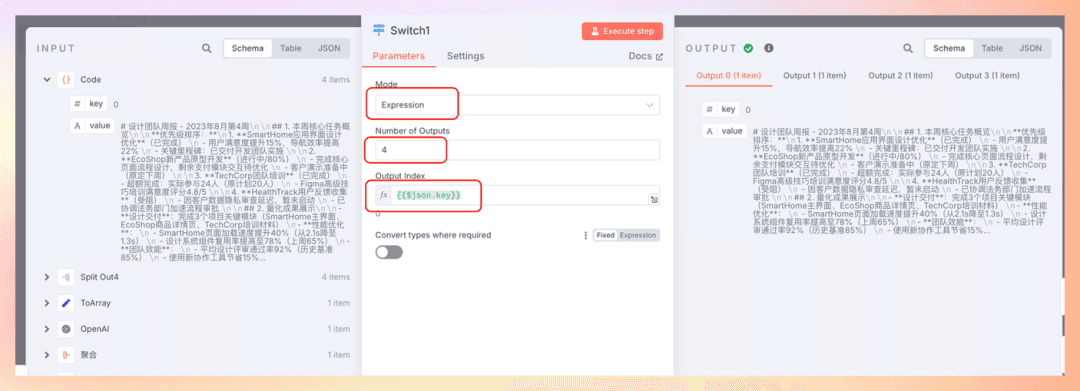 INPUT
Schema Table JSON
Code 4 items
# key 0
A value
# 设计团队周报 - 2023年8月第4周\n\n## 1. 本周核心任务概
览\n\n**优先级排序：**\n1. **SmartHome应用界面设计
优化**（已完成） \n - 用户满意度提升15%，导航效率提高
22% \n - 关键里程碑：已交付开发团队实施 \n\n2.
**EcoShop新产品原型开发**（进行中/80%） \n - 完成核心
页面流程设计，剩余支付模块交互待优化 \n - 客户演示准备中
（原定下周） \n\n3. **TechCorp团队培训**（已完成） \n
- 超额完成：实际参与24人（原计划20人） \n - Figma高级技
巧培训满意度评分4.8/5 \n\n4. **HealthTrack用户反馈收集**
（受阻） \n - 因客户数据隐私审查延迟，暂未启动 \n - 已
协调法务部门加速流程审批 \n\n## 2. 量化成果展示\n\n-
**设计交付**：完成3个项目关键模块（SmartHome主界面、
EcoShop商品详情页、TechCorp培训材料） \n- **性能优
化**： \n - SmartHome页面加载速度提升40%（从2.1s降至
1.3s） \n - 设计系统组件复用率提高至78%（上周65%） \n-
**团队效能**： \n - 平均设计评审通过率92%（历史基准
85%） \n - 使用新协作工具节省15%...
Split Out4 4 items
ToArray 1 item
OpenAI 1 item
聚合 1 item
Switch1
Execute step
Parameters Settings Docs
Mode
Expression
Number of Outputs
4
Output Index
fx {{$json.key}}
0
Convert types where required Fixed Expression
OUTPUT
Schema Table JSON
Output 0 (1 item) Output 1 (1 item) Output 2 (1 item) Output 3 (1 item)
# key 0
A value
# 设计团队周报 - 2023年8月第4周\n\n## 1. 本周核心任务概
览\n\n**优先级排序：**\n1. **SmartHome应用界面设计优化**（已完成） \n - 用户满意度提
升15%，导航效率提高22% \n - 关键里程碑：已交付开发团队实施 \n\n2.
**EcoShop新产品原型开发**（进行中/80%） \n - 完成核心页面流程设计，剩
余支付模块交互待优化 \n - 客户演示准备中（原定下周） \n\n3. **TechCorp
团队培训**（已完成） \n - 超额完成：实际参与24人（原计划20人） \n -
Figma高级技巧培训满意度评分4.8/5 \n\n4. **HealthTrack用户反馈收集**
（受阻） \n - 因客户数据隐私审查延迟，暂未启动 \n - 已协调法务部门加速流程
审批 \n\n## 2. 量化成果展示\n\n- **设计交付**：完成3个项目关键模块
（SmartHome主界面、EcoShop商品详情页、TechCorp培训材料） \n- **性能
优化**： \n - SmartHome页面加载速度提升40%（从2.1s降至1.3s） \n - 设计
系统组件复用率提高至78%（上周65%） \n- **团队效能**： \n - 平均设计评
审通过率92%（历史基准85%） \n - 使用新协作工具节省15%...